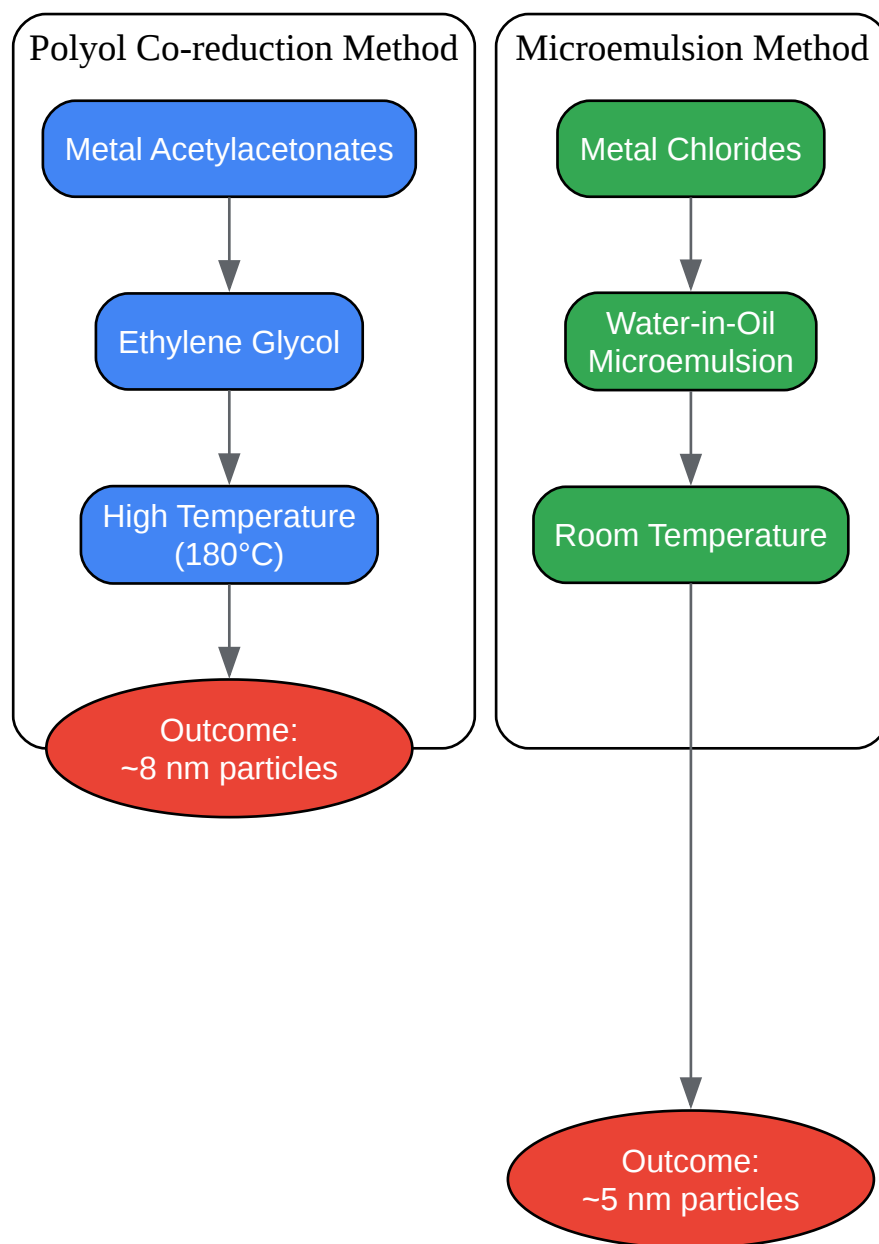 Polyol Co-reduction Method
Metal Acetylacetonates
Ethylene Glycol
High Temperature
(180°C)
Outcome:
~8 nm particles
Microemulsion Method
Metal Chlorides
Water-in-Oil
Microemulsion
Room Temperature
Outcome:
~5 nm particles